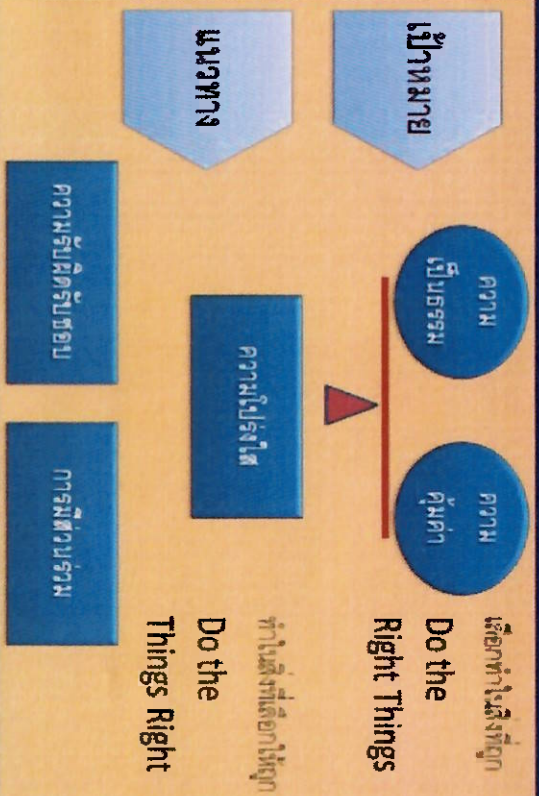 เป้าหมาย
ความ
เป็นธรรม
ความ
คุ้มค่า
เลือกทำในสิ่งที่ถูก
Do the
Right Things
แนวทาง
ความโปร่งใส
ทำในสิ่งที่เลือกให้ถูก
Do the
Things Right
ความรับผิดรับชอบ
การมีส่วนร่วม